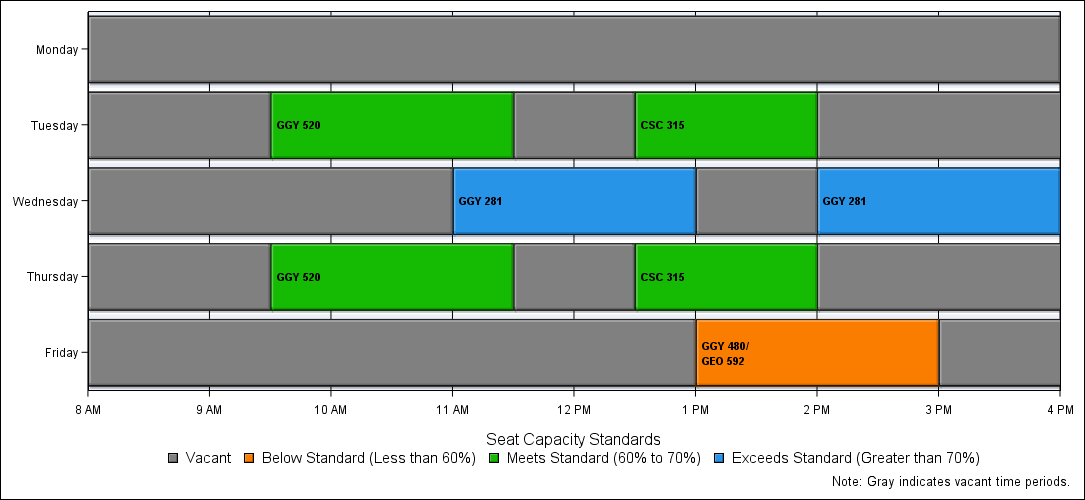 Monday
Tuesday
GGY 520
CSC 315
Wednesday
GGY 281
GGY 281
Thursday
GGY 520
CSC 315
Friday
GGY 480/
GEO 592
8 AM 9 AM 10 AM 11 AM 12 PM 1 PM 2 PM 3 PM 4 PM
Seat Capacity Standards
Vacant Below Standard (Less than 60%) Meets Standard (60% to 70%) Exceeds Standard (Greater than 70%)
Note: Gray indicates vacant time periods.